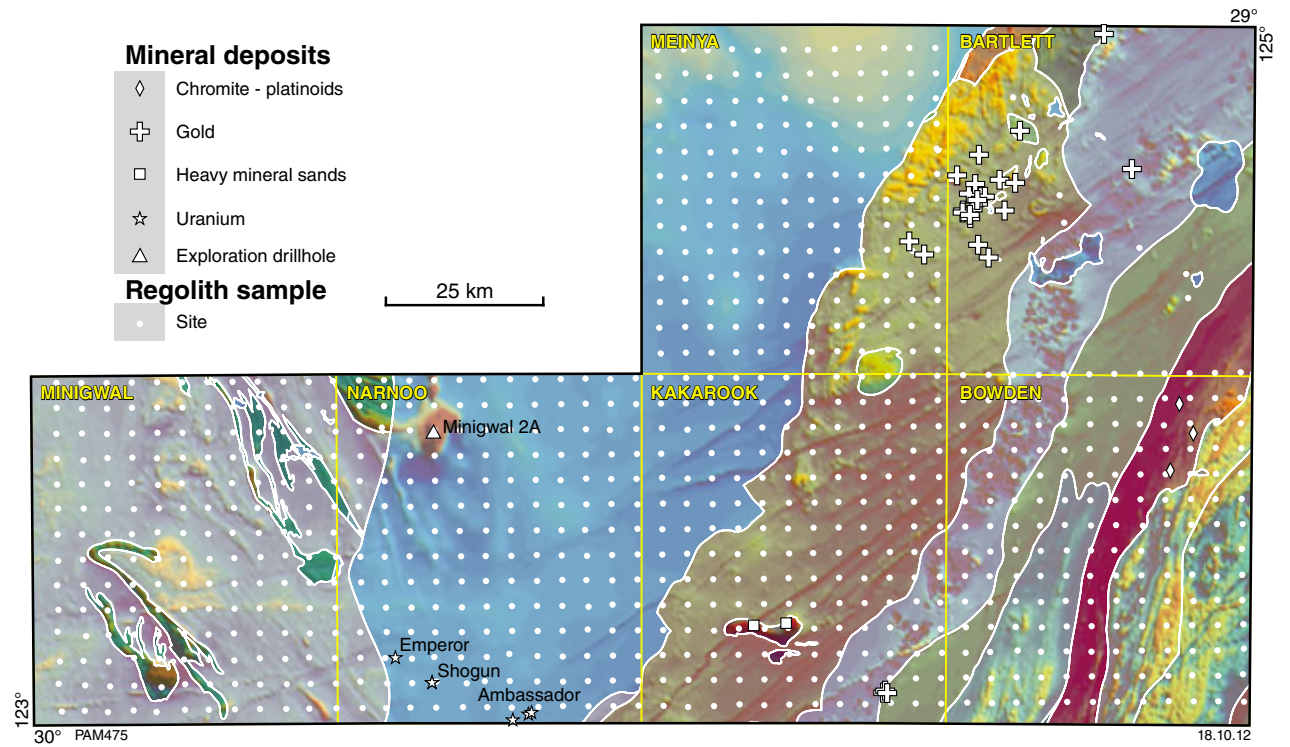 29°
125°
Mineral deposits
Chromite - platinoids
Gold
Heavy mineral sands
Uranium
Exploration drillhole
Regolith sample
Site
25 km
MEINYA
BARTLETT
MINIGWAL
NARNOO
KAKAROOK
BOWDEN
Minigwal 2A
Emperor
Shogun
Ambassador
123°
30°
PAM475
18.10.12